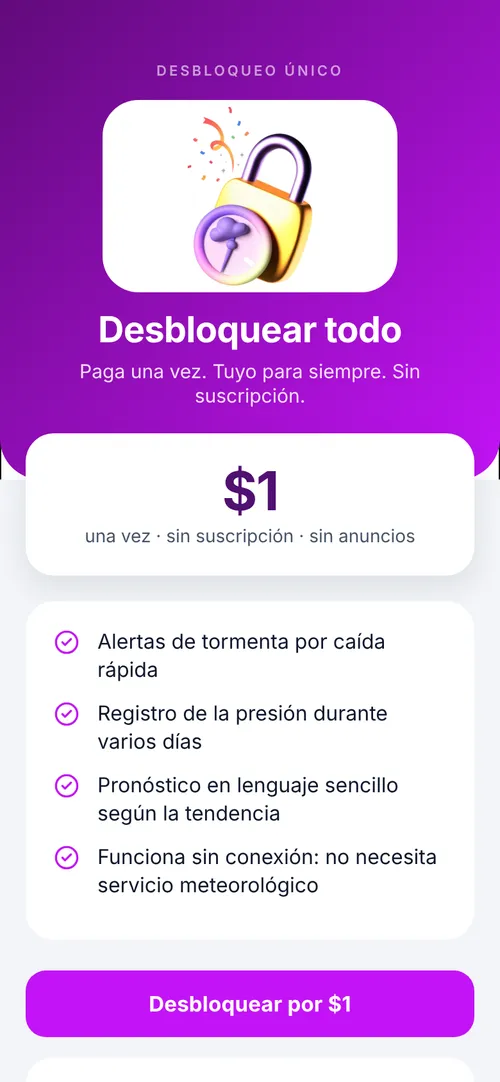 DESBLOQUEO ÚNICO
Desbloquear todo
Paga una vez. Tuyo para siempre. Sin
suscripción.
$1
una vez · sin suscripción · sin anuncios
Alertas de tormenta por caída
rápida
Registro de la presión durante
varios días
Pronóstico en lenguaje sencillo
según la tendencia
Funciona sin conexión: no necesita
servicio meteorológico
Desbloquear por $1